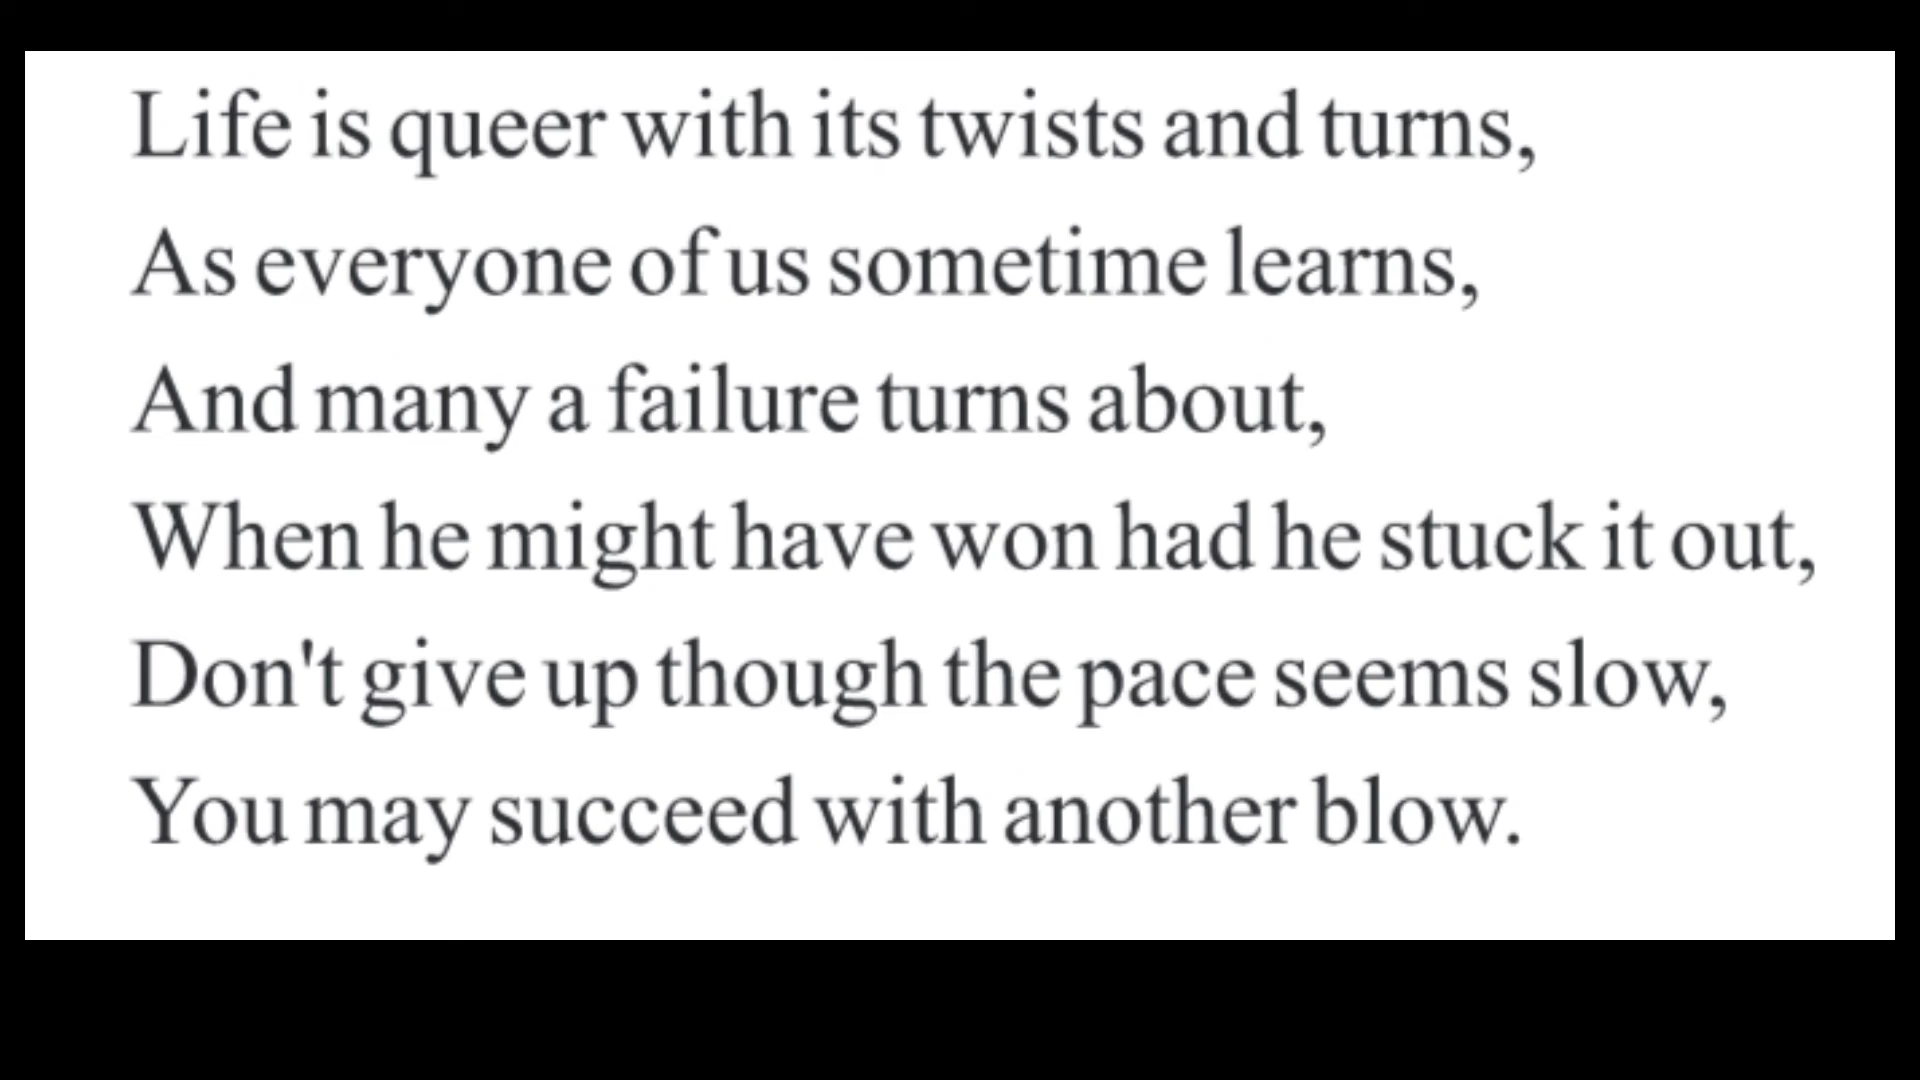 Life is queer with its twists and turns,
As everyone of us sometime learns,
And many a failure turns about,
When he might have won had he stuck it out,
Don't give up though the pace seems slow,
You may succeed with another blow.